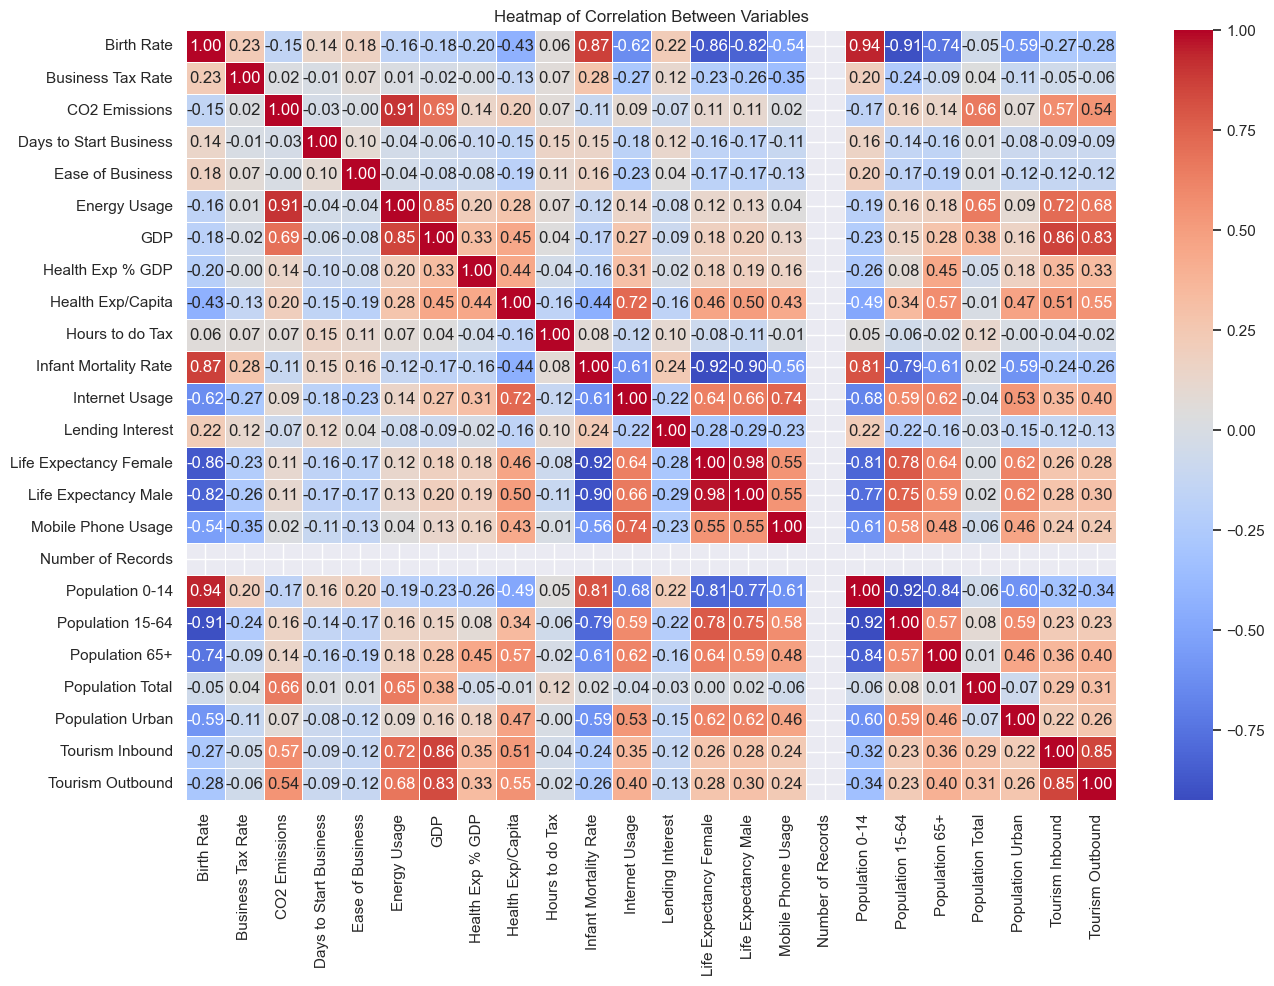 Heatmap of Correlation Between Variables
Birth Rate 1.00 0.23 -0.15 0.14 0.18 -0.16 -0.18 -0.20 -0.43 0.06 0.87 -0.62 0.22 -0.86 -0.82 -0.54 0.94 -0.91 -0.74 -0.05 -0.59 -0.27 -0.28
Business Tax Rate 0.23 1.00 0.02 -0.01 0.07 0.01 -0.02 -0.00 -0.13 0.07 0.28 -0.27 0.12 -0.23 -0.26 -0.35 0.20 -0.24 -0.09 0.04 -0.11 -0.05 -0.06
CO2 Emissions -0.15 0.02 1.00 -0.03 -0.00 0.91 0.69 0.14 0.20 0.07 -0.11 0.09 -0.07 0.11 0.11 0.02 -0.17 0.16 0.14 0.66 0.07 0.57 0.54
Days to Start Business 0.14 -0.01 -0.03 1.00 0.10 -0.04 -0.06 -0.10 -0.15 0.15 0.15 -0.18 0.12 -0.16 -0.17 -0.11 0.16 -0.14 -0.16 0.01 -0.08 -0.09 -0.09
Ease of Business 0.18 0.07 -0.00 0.10 1.00 -0.04 -0.08 -0.08 -0.19 0.11 0.16 -0.23 0.04 -0.17 -0.17 -0.13 0.20 -0.17 -0.19 0.01 -0.12 -0.12 -0.12
Energy Usage -0.16 0.01 0.91 -0.04 -0.04 1.00 0.85 0.20 0.28 0.07 -0.12 0.14 -0.08 0.12 0.13 0.04 -0.19 0.16 0.18 0.65 0.09 0.72 0.68
GDP -0.18 -0.02 0.69 -0.06 -0.08 0.85 1.00 0.33 0.45 0.04 -0.17 0.27 -0.09 0.18 0.20 0.13 -0.23 0.15 0.28 0.38 0.16 0.86 0.83
Health Exp % GDP -0.20 -0.00 0.14 -0.10 -0.08 0.20 0.33 1.00 0.44 -0.04 -0.16 0.31 -0.02 0.18 0.19 0.16 -0.26 0.08 0.45 -0.05 0.18 0.35 0.33
Health Exp/Capita -0.43 -0.13 0.20 -0.15 -0.19 0.28 0.45 0.44 1.00 -0.16 -0.44 0.72 -0.16 0.46 0.50 0.43 -0.49 0.34 0.57 -0.01 0.47 0.51 0.55
Hours to do Tax 0.06 0.07 0.07 0.15 0.11 0.07 0.04 -0.04 -0.16 1.00 0.08 -0.12 0.10 -0.08 -0.11 -0.01 0.05 -0.06 -0.02 0.12 -0.00 -0.04 -0.02
Infant Mortality Rate 0.87 0.28 -0.11 0.15 0.16 -0.12 -0.17 -0.16 -0.44 0.08 1.00 -0.61 0.24 -0.92 -0.90 -0.56 0.81 -0.79 -0.61 0.02 -0.59 -0.24 -0.26
Internet Usage -0.62 -0.27 0.09 -0.18 -0.23 0.14 0.27 0.31 0.72 -0.12 -0.61 1.00 -0.22 0.64 0.66 0.74 -0.68 0.59 0.62 -0.04 0.53 0.35 0.40
Lending Interest 0.22 0.12 -0.07 0.12 0.04 -0.08 -0.09 -0.02 -0.16 0.10 0.24 -0.22 1.00 -0.28 -0.29 -0.23 0.22 -0.22 -0.16 -0.03 -0.15 -0.12 -0.13
Life Expectancy Female -0.86 -0.23 0.11 -0.16 -0.17 0.12 0.18 0.18 0.46 -0.08 -0.92 0.64 -0.28 1.00 0.98 0.55 -0.81 0.78 0.64 0.00 0.62 0.26 0.28
Life Expectancy Male -0.82 -0.26 0.11 -0.17 -0.17 0.13 0.20 0.19 0.50 -0.11 -0.90 0.66 -0.29 0.98 1.00 0.55 -0.77 0.75 0.59 0.02 0.62 0.28 0.30
Mobile Phone Usage -0.54 -0.35 0.02 -0.11 -0.13 0.04 0.13 0.16 0.43 -0.01 -0.56 0.74 -0.23 0.55 0.55 1.00 -0.61 0.58 0.48 -0.06 0.46 0.24 0.24
Number of Records
Population 0-14 0.94 0.20 -0.17 0.16 0.20 -0.19 -0.23 -0.26 -0.49 0.05 0.81 -0.68 0.22 -0.81 -0.77 -0.61 1.00 -0.92 -0.84 -0.06 -0.60 -0.32 -0.34
Population 15-64 -0.91 -0.24 0.16 -0.14 -0.17 0.16 0.15 0.08 0.34 -0.06 -0.79 0.59 -0.22 0.78 0.75 0.58 -0.92 1.00 0.57 0.08 0.59 0.23 0.23
Population 65+ -0.74 -0.09 0.14 -0.16 -0.19 0.18 0.28 0.45 0.57 -0.02 -0.61 0.62 -0.16 0.64 0.59 0.48 -0.84 0.57 1.00 0.01 0.46 0.36 0.40
Population Total -0.05 0.04 0.66 0.01 0.01 0.65 0.38 -0.05 -0.01 0.12 0.02 -0.04 -0.03 0.00 0.02 -0.06 -0.06 0.08 0.01 1.00 -0.07 0.29 0.31
Population Urban -0.59 -0.11 0.07 -0.08 -0.12 0.09 0.16 0.18 0.47 -0.00 -0.59 0.53 -0.15 0.62 0.62 0.46 -0.60 0.59 0.46 -0.07 1.00 0.22 0.26
Tourism Inbound -0.27 -0.05 0.57 -0.09 -0.12 0.72 0.86 0.35 0.51 -0.04 -0.24 0.35 -0.12 0.26 0.28 0.24 -0.32 0.23 0.36 0.29 0.22 1.00 0.85
Tourism Outbound -0.28 -0.06 0.54 -0.09 -0.12 0.68 0.83 0.33 0.55 -0.02 -0.26 0.40 -0.13 0.28 0.30 0.24 -0.34 0.23 0.40 0.31 0.26 0.85 1.00
Birth Rate
Business Tax Rate
CO2 Emissions
Days to Start Business
Ease of Business
Energy Usage
GDP
Health Exp % GDP
Health Exp/Capita
Hours to do Tax
Infant Mortality Rate
Internet Usage
Lending Interest
Life Expectancy Female
Life Expectancy Male
Mobile Phone Usage
Number of Records
Population 0-14
Population 15-64
Population 65+
Population Total
Population Urban
Tourism Inbound
Tourism Outbound
1.00
0.75
0.50
0.25
0.00
−0.25
−0.50
−0.75